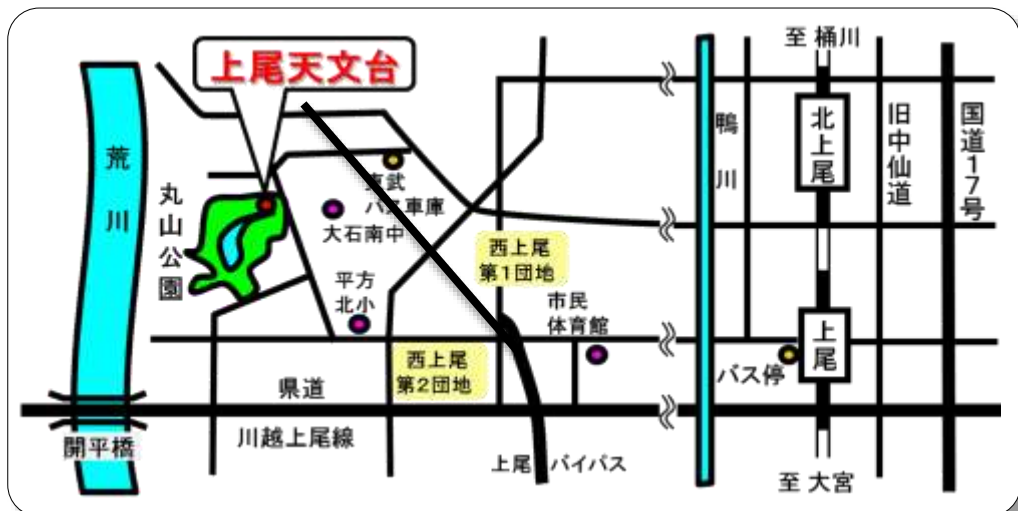 上尾天文台
至 桶川
荒川
丸山公園
東武
バス車庫
大石南中
平方
北小
西上尾
第1団地
市民
体育館
西上尾
第2団地
県道
川越上尾線
開平橋
上尾バイパス
鴨川
北上尾
旧中仙道
国道17号
上尾
バス停
至 大宮